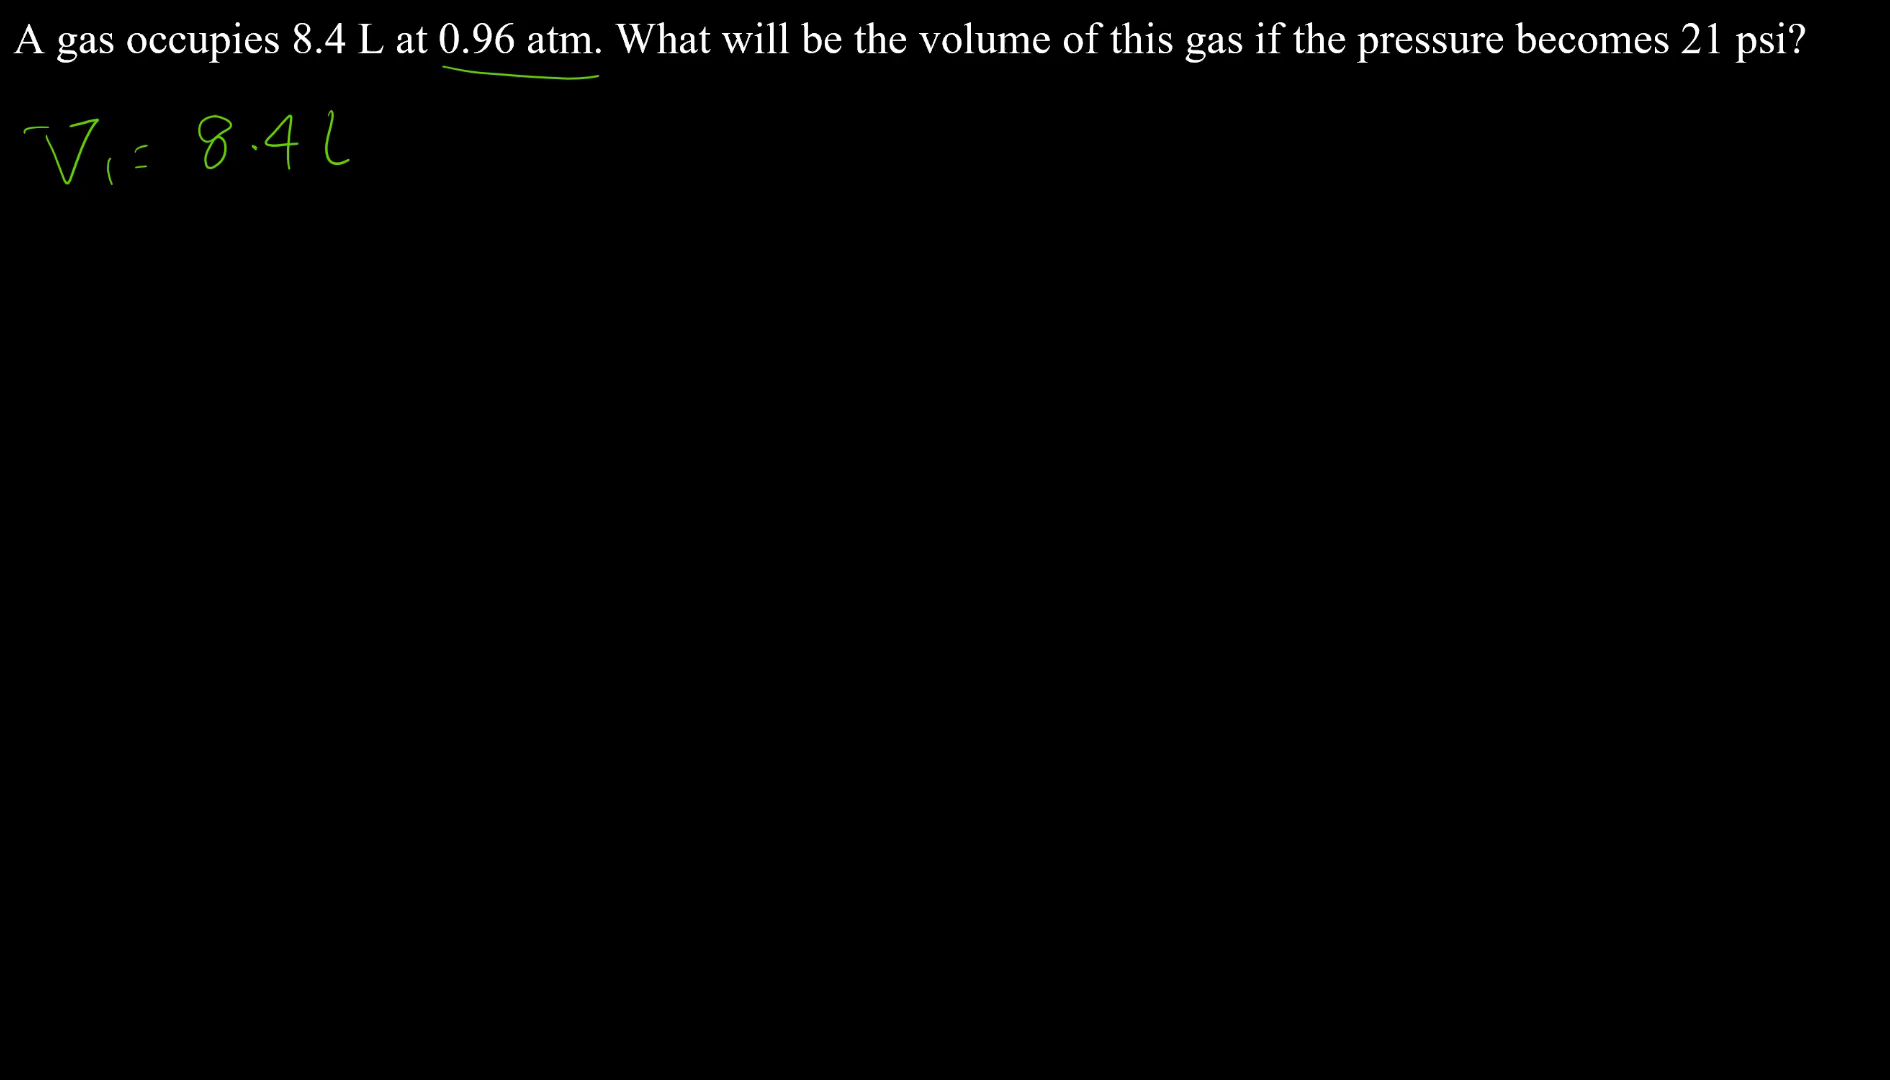 A gas occupies 8.4 L at 0.96 atm. What will be the volume of this gas if the pressure becomes 21 psi?
V₁ = 8.4 L